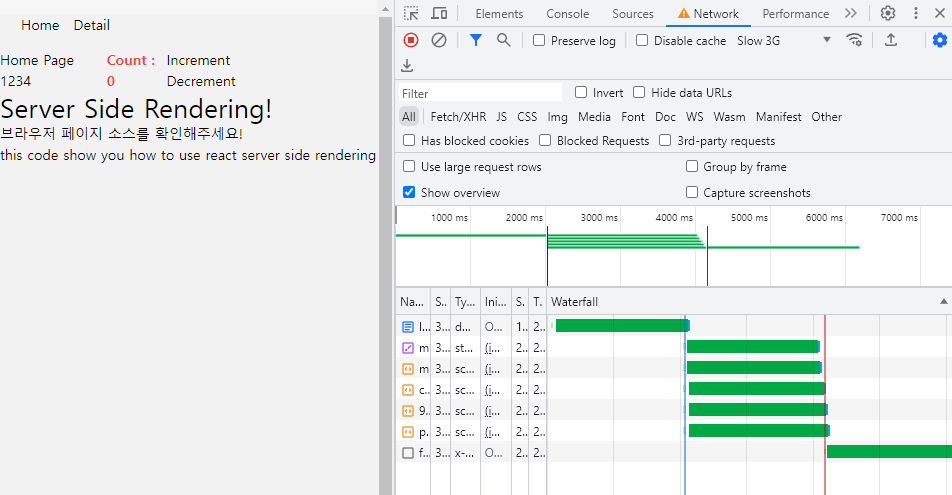 Home Detail
Home Page Count : Increment
1234 0 Decrement
Server Side Rendering!
브라우저 페이지 소스를 확인해주세요!
this code show you how to use react server side rendering
Elements Console Sources Network Performance
Preserve log Disable cache Slow 3G
Filter Invert Hide data URLs
All Fetch/XHR JS CSS Img Media Font Doc WS Wasm Manifest Other
Has blocked cookies Blocked Requests 3rd-party requests
Use large request rows Group by frame
Show overview Capture screenshots
1000 ms 2000 ms 3000 ms 4000 ms 5000 ms 6000 ms 7000 ms
Na... S.. Ty... Ini... S. T. Waterfall
l... 3... d... O... 1.. 2..
m 3... st... (i... 2.. 2..
m 3... sc... (i... 2.. 2..
c... 3... sc... (i... 2.. 2..
9... 3... sc... (i... 2.. 2..
p. 3... sc... (i... 2.. 2..
f... 3... x-... O... 2.. 2..